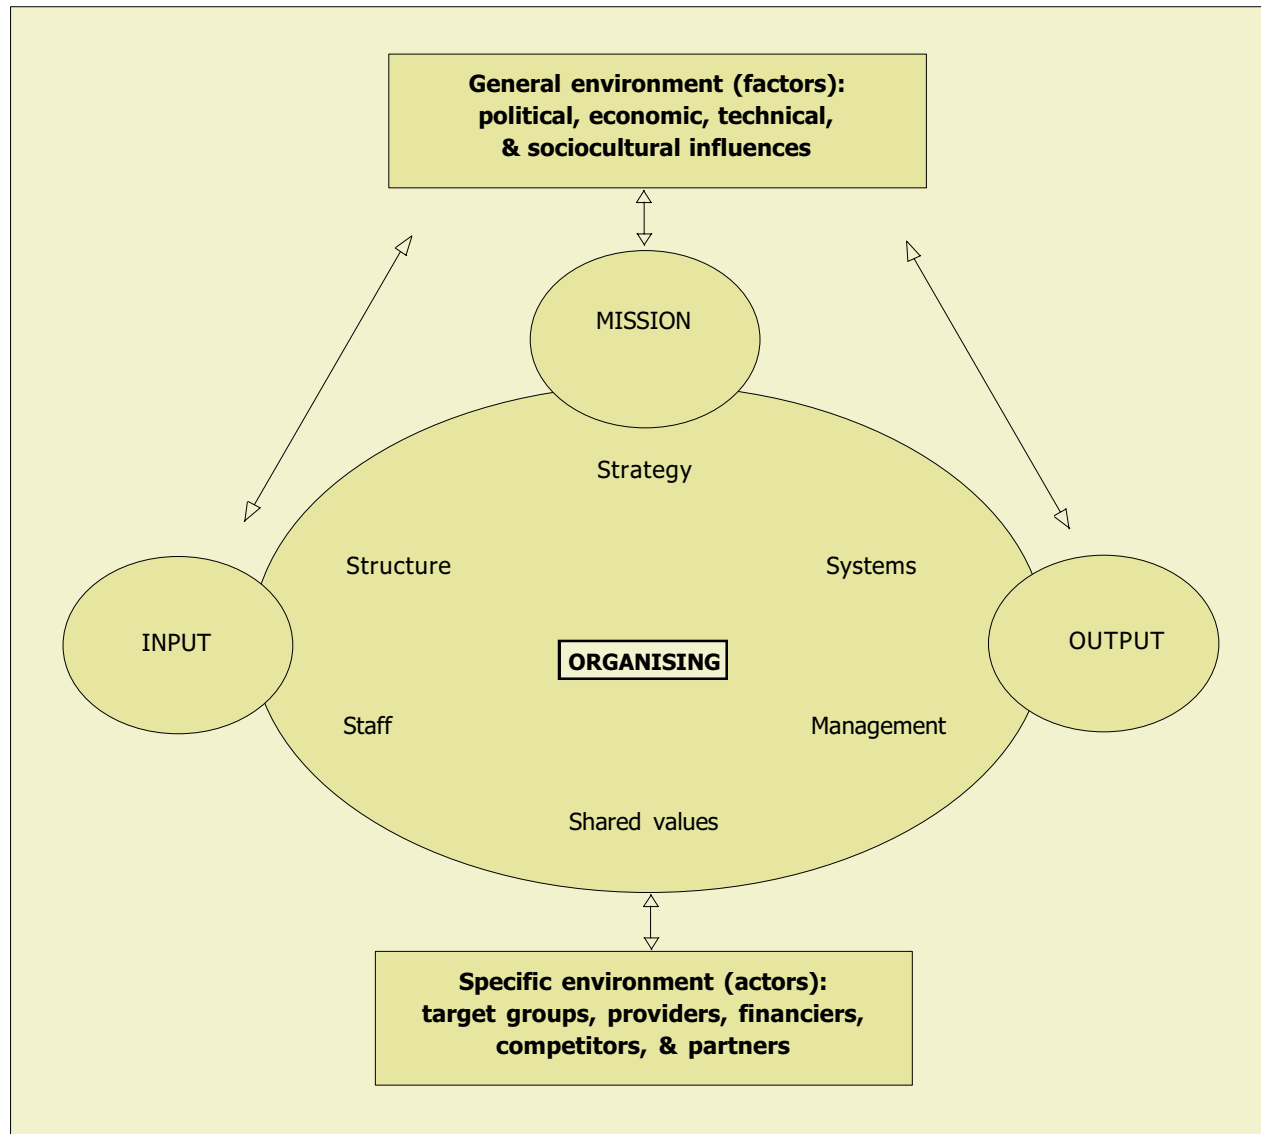 General environment (factors):
political, economic, technical,
& sociocultural influences
MISSION
Strategy
Structure
Systems
INPUT
ORGANISING
OUTPUT
Staff
Management
Shared values
Specific environment (actors):
target groups, providers, financiers,
competitors, & partners